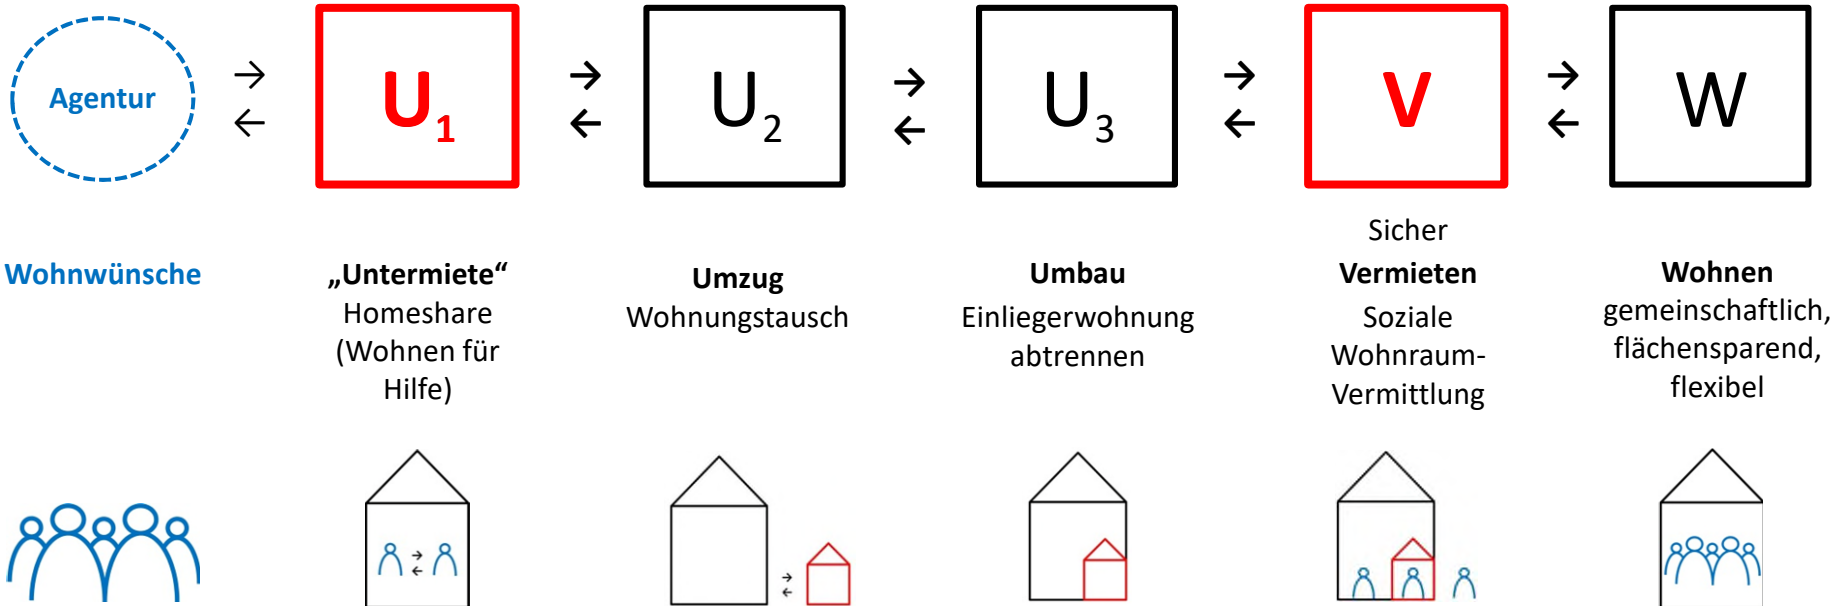 Agentur
U1
U2
U3
V
W
Wohnwünsche
„Untermiete“
Homeshare
(Wohnen für
Hilfe)
Umzug
Wohnungstausch
Umbau
Einliegerwohnung
abtrennen
Sicher
Vermieten
Soziale
Wohnraum-
Vermittlung
Wohnen
gemeinschaftlich,
flächensparend,
flexibel